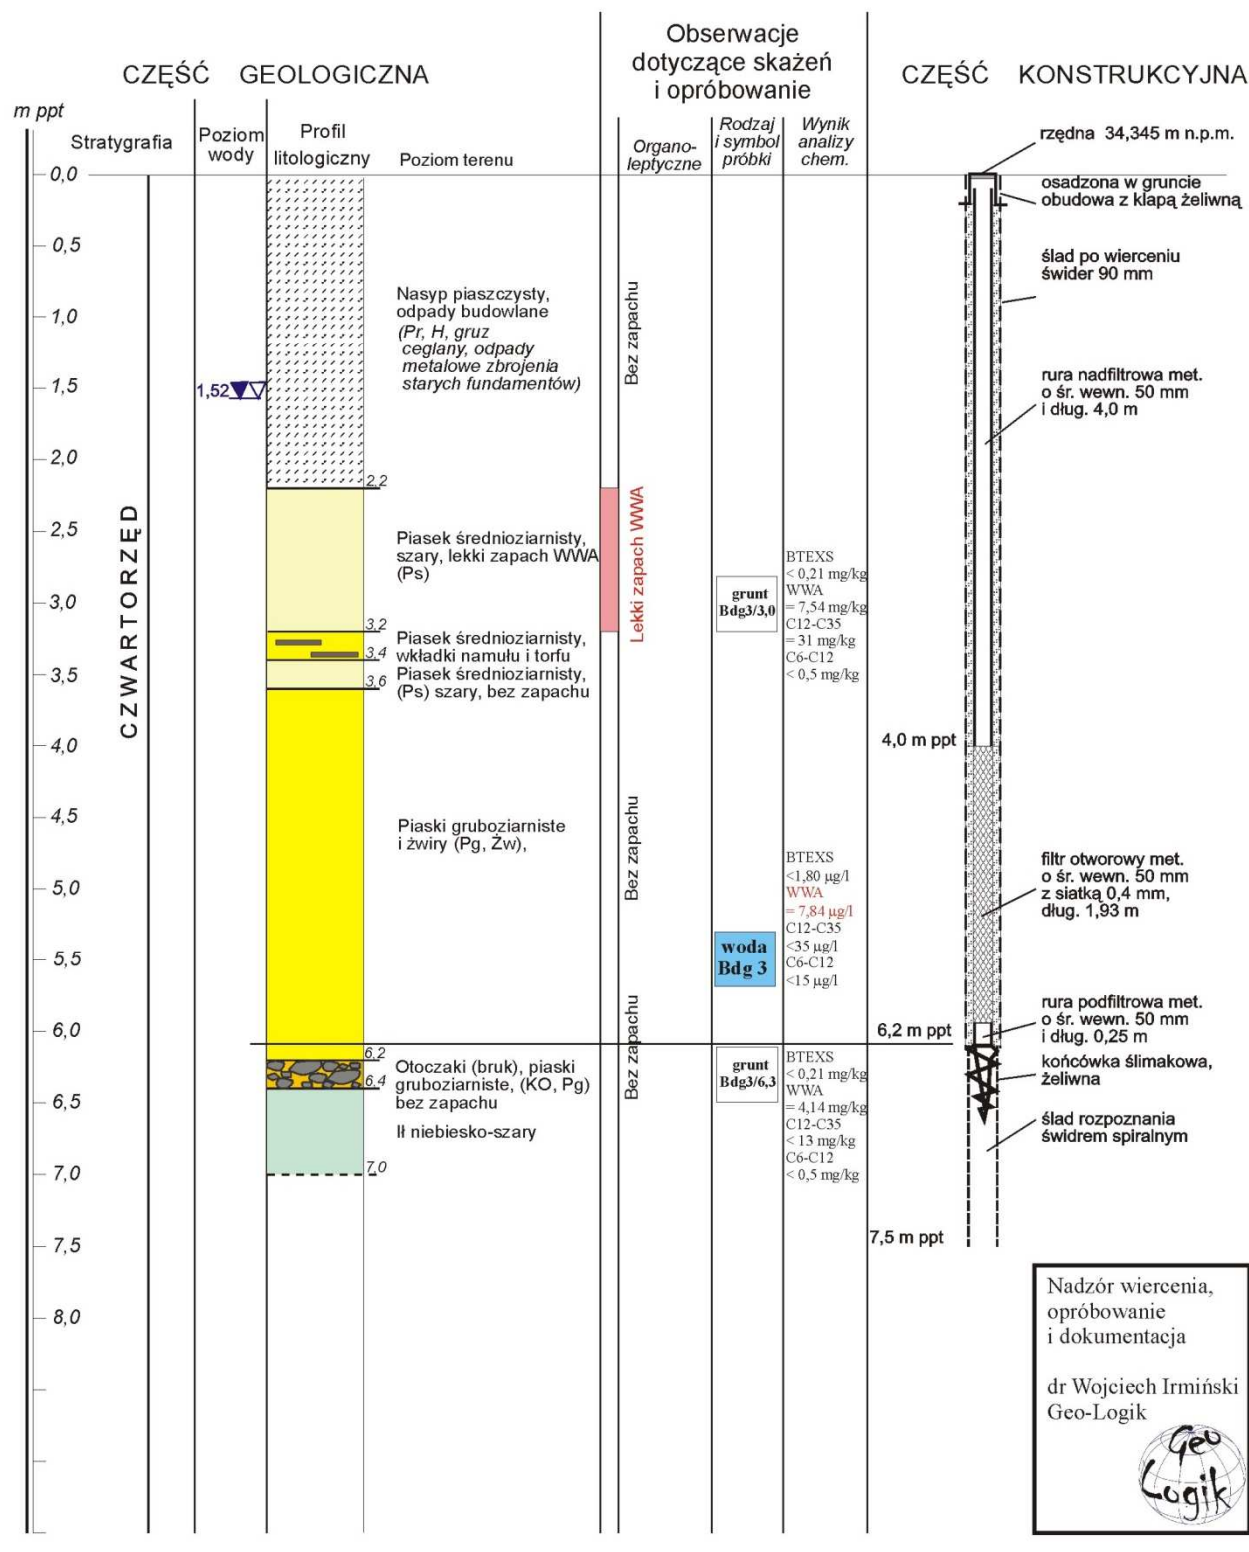 CZĘŚĆ GEOLOGICZNA
Obserwacje
dotyczące skażeń
i opróbowanie
CZĘŚĆ KONSTRUKCYJNA
m ppt
Stratygrafia
Poziom
wody
Profil
litologiczny
Poziom terenu
Organo-
leptyczne
Rodzaj
i symbol
próbki
Wynik
analizy
chem.
0,0
0,5
1,0
1,5
2,0
2,5
3,0
3,5
4,0
4,5
5,0
5,5
6,0
6,5
7,0
7,5
8,0
CZWARTORZĘD
1,52
2,2
3,2
3,4
3,6
6,2
6,4
7,0
Nasyp piaszczysty,
odpady budowlane
(Pr, H, gruz
ceglany, odpady
metalowe zbrojenia
starych fundamentów)
Piasek średnioziarnisty,
szary, lekki zapach WWA
(Ps)
Piasek średnioziarnisty,
wkładki namułu i torfu
Piasek średnioziarnisty,
(Ps) szary, bez zapachu
Piaski gruboziarniste
i żwiry (Pg, Żw),
Otoczaki (bruk), piaski
gruboziarniste, (KO, Pg)
bez zapachu
Ił niebiesko-szary
Bez zapachu
Lekki zapach WWA
Bez zapachu
Bez zapachu
grunt
Bdg3/3,0
woda
Bdg 3
grunt
Bdg3/6,3
BTEXS
< 0,21 mg/kg
WWA
= 7,54 mg/kg
C12-C35
= 31 mg/kg
C6-C12
< 0,5 mg/kg
BTEXS
<1,80 µg/l
WWA
= 7,84 µg/l
C12-C35
<35 µg/l
C6-C12
<15 µg/l
BTEXS
< 0,21 mg/kg
WWA
= 4,14 mg/kg
C12-C35
< 13 mg/kg
C6-C12
< 0,5 mg/kg
rzędna 34,345 m n.p.m.
osadzona w gruncie
obudowa z klapą żeliwną
ślad po wierceniu
świder 90 mm
rura nadfiltrowa met.
o śr. wewn. 50 mm
i dług. 4,0 m
4,0 m ppt
filtr otworowy met.
o śr. wewn. 50 mm
z siatką 0,4 mm,
dług. 1,93 m
6,2 m ppt
rura podfiltrowa met.
o śr. wewn. 50 mm
i dług. 0,25 m
końcówka ślimakowa,
żeliwna
ślad rozpoznania
świdrem spiralnym
7,5 m ppt
Nadzór wiercenia,
opróbowanie
i dokumentacja
dr Wojciech Irmiński
Geo-Logik
Geo
Logik